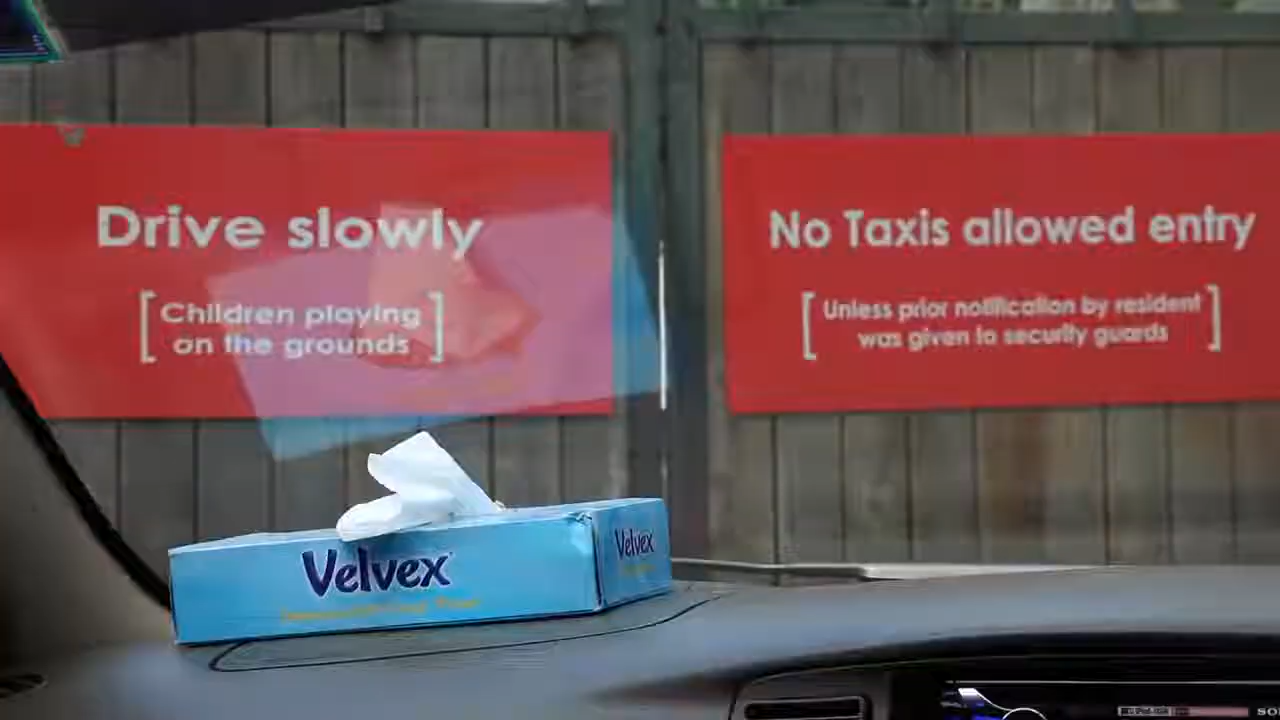 Drive slowly
[Children playing
on the grounds]
No Taxis allowed entry
[Unless prior notification by resident
was given to security guards]
Velvex
Velvex